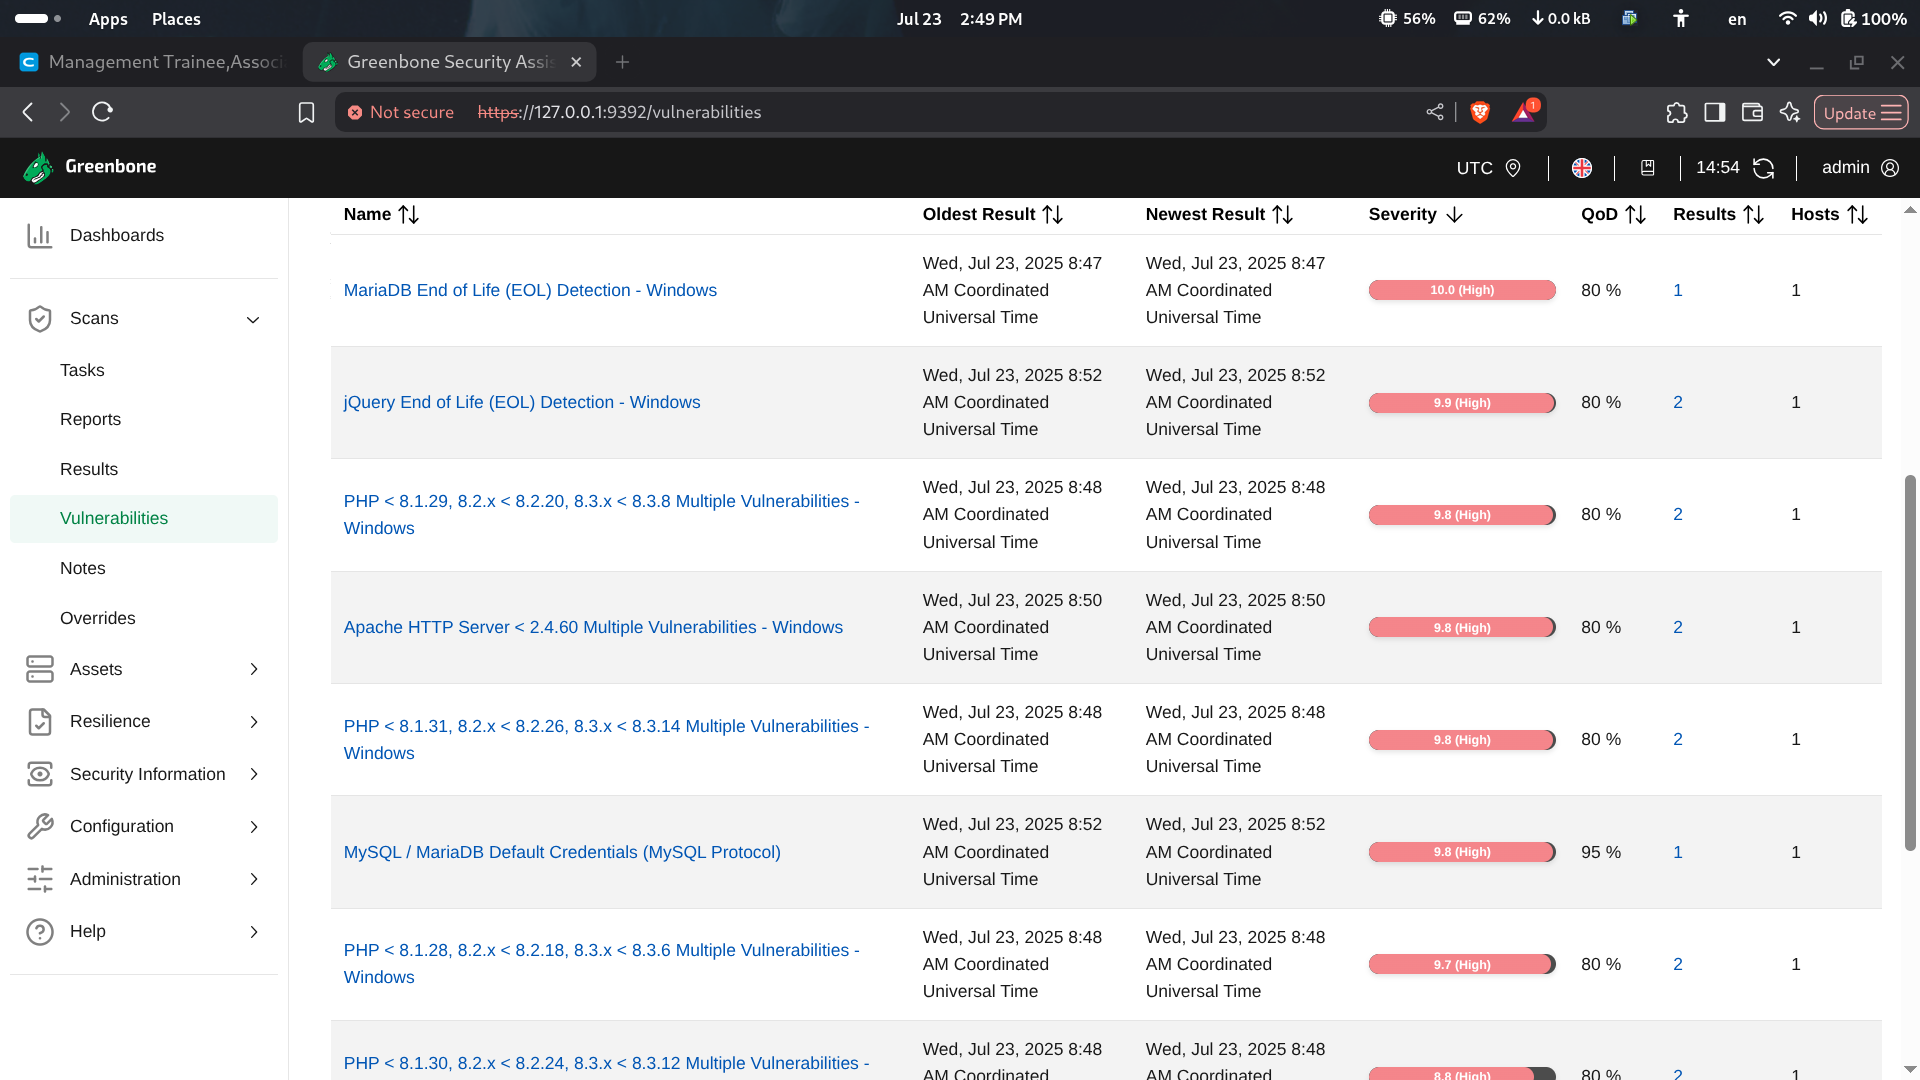 Apps Places Jul 23 2:49 PM 56% 62% 0.0 kB en 100%
Management Trainee,Associ Greenbone Security Assis
Not secure https://127.0.0.1:9392/vulnerabilities 1 Update
Greenbone UTC 14:54 admin
Name Oldest Result Newest Result Severity QoD Results Hosts
Dashboards
Scans
Tasks
Reports
Results
Vulnerabilities
Notes
Overrides
Assets
Resilience
Security Information
Configuration
Administration
Help
MariaDB End of Life (EOL) Detection - Windows
Wed, Jul 23, 2025 8:47
AM Coordinated
Universal Time
Wed, Jul 23, 2025 8:47
AM Coordinated
Universal Time
10.0 (High) 80 % 1 1
jQuery End of Life (EOL) Detection - Windows
Wed, Jul 23, 2025 8:52
AM Coordinated
Universal Time
Wed, Jul 23, 2025 8:52
AM Coordinated
Universal Time
9.9 (High) 80 % 2 1
PHP < 8.1.29, 8.2.x < 8.2.20, 8.3.x < 8.3.8 Multiple Vulnerabilities -
Windows
Wed, Jul 23, 2025 8:48
AM Coordinated
Universal Time
Wed, Jul 23, 2025 8:48
AM Coordinated
Universal Time
9.8 (High) 80 % 2 1
Apache HTTP Server < 2.4.60 Multiple Vulnerabilities - Windows
Wed, Jul 23, 2025 8:50
AM Coordinated
Universal Time
Wed, Jul 23, 2025 8:50
AM Coordinated
Universal Time
9.8 (High) 80 % 2 1
PHP < 8.1.31, 8.2.x < 8.2.26, 8.3.x < 8.3.14 Multiple Vulnerabilities -
Windows
Wed, Jul 23, 2025 8:48
AM Coordinated
Universal Time
Wed, Jul 23, 2025 8:48
AM Coordinated
Universal Time
9.8 (High) 80 % 2 1
MySQL / MariaDB Default Credentials (MySQL Protocol)
Wed, Jul 23, 2025 8:52
AM Coordinated
Universal Time
Wed, Jul 23, 2025 8:52
AM Coordinated
Universal Time
9.8 (High) 95 % 1 1
PHP < 8.1.28, 8.2.x < 8.2.18, 8.3.x < 8.3.6 Multiple Vulnerabilities -
Windows
Wed, Jul 23, 2025 8:48
AM Coordinated
Universal Time
Wed, Jul 23, 2025 8:48
AM Coordinated
Universal Time
9.7 (High) 80 % 2 1
PHP < 8.1.30, 8.2.x < 8.2.24, 8.3.x < 8.3.12 Multiple Vulnerabilities -
Wed, Jul 23, 2025 8:48
AM Coordinated
Wed, Jul 23, 2025 8:48
AM Coordinated
8.8 (High) 80 % 2 1